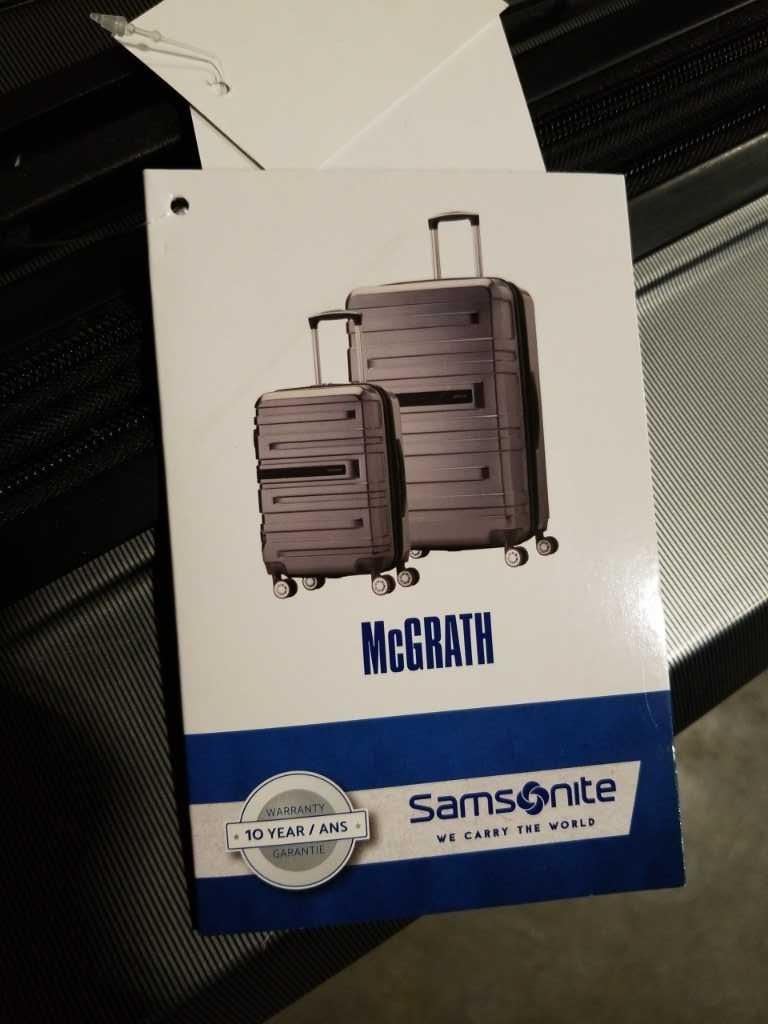 McGRATH
WARRANTY
10 YEAR / ANS
GARANTIE
Samsonite
WE CARRY THE WORLD